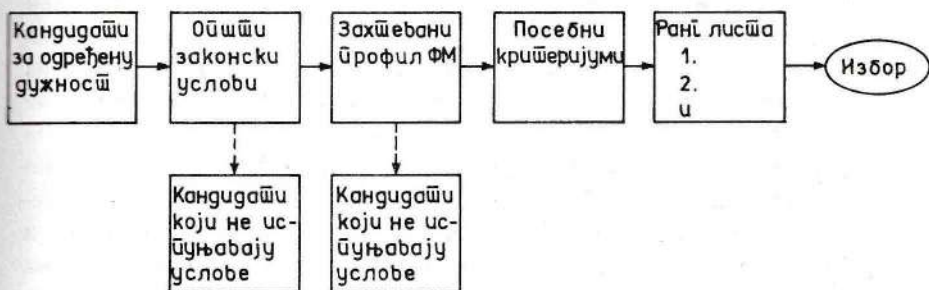 Кандидати
за одређену
дужност
Општи
законски
услови
Захтевани
профил ФМ
Посебни
критеријуми
Ранг листа
1.
2.
и
Избор
Кандидати
који не ис-
пуњавају
услове
Кандидати
који не ис-
пуњавају
услове